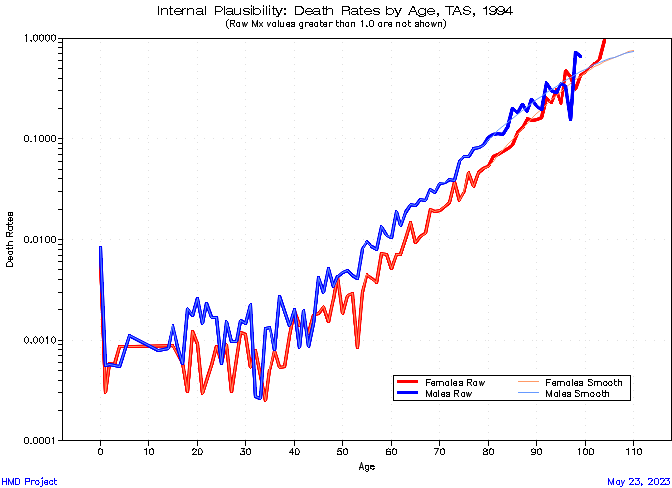 Internal Plausibility: Death Rates by Age, TAS, 1994
(Raw Mx values greater than 1.0 are not shown)
1.0000
0.1000
0.0100
0.0010
0.0001
Death Rates
Females Raw
Females Smooth
Males Raw
Males Smooth
0 10 20 30 40 50 60 70 80 90 100 110
Age
HMD Project
May 23, 2023